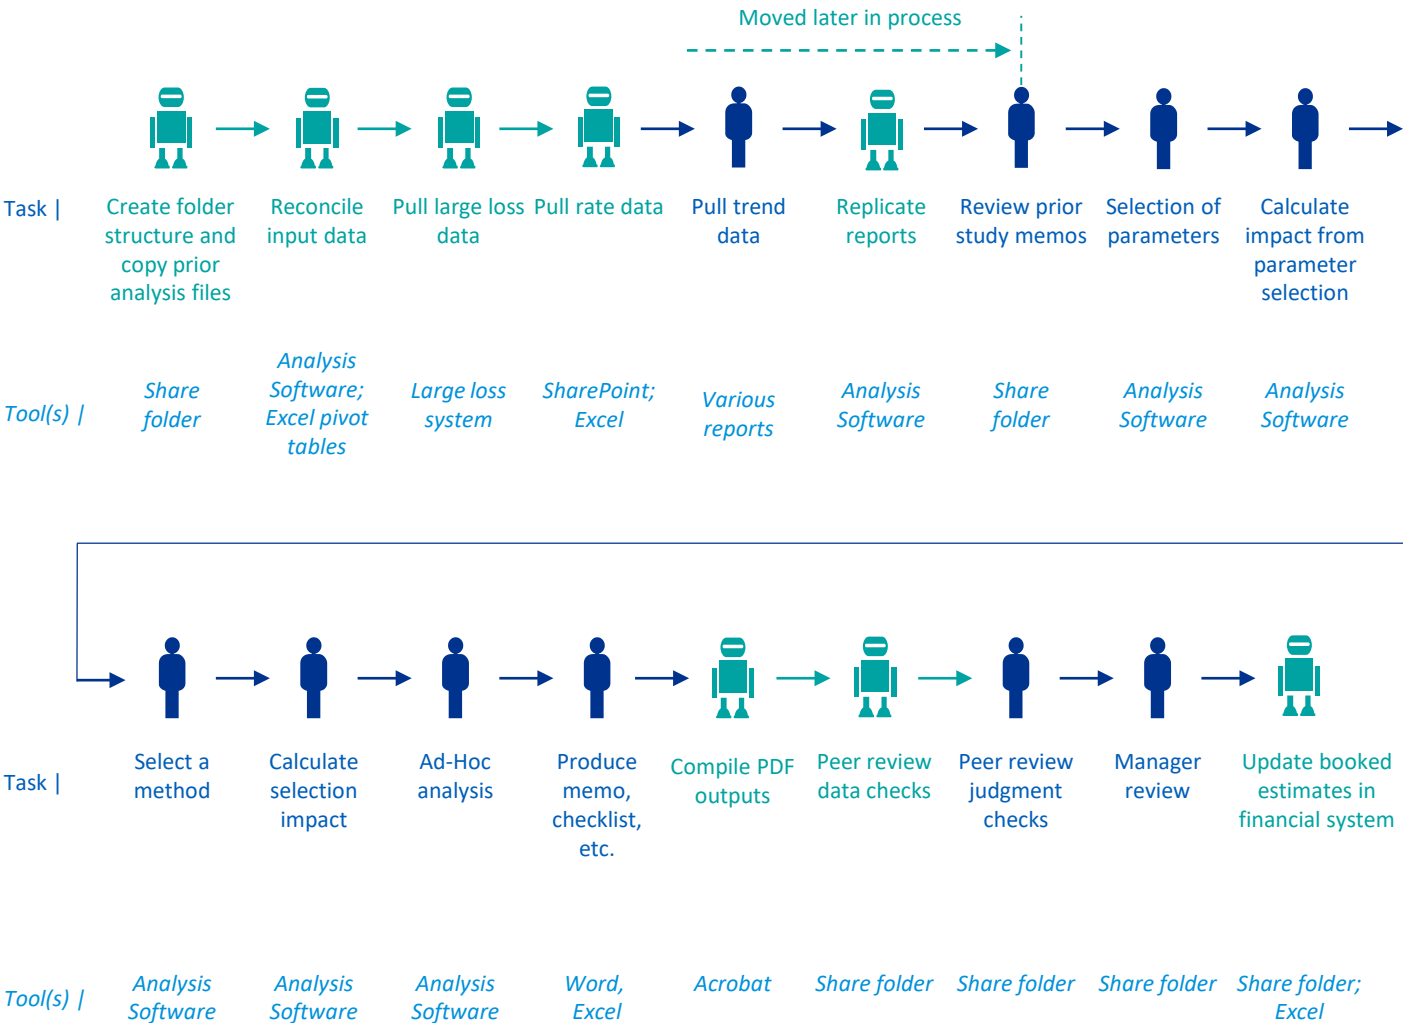 Moved later in process
Task |
Create folder
structure and
copy prior
analysis files
Reconcile
input data
Pull large loss
data
Pull rate data
Pull trend
data
Replicate
reports
Review prior
study memos
Selection of
parameters
Calculate
impact from
parameter
selection
Tool(s) |
Share
folder
Analysis
Software;
Excel pivot
tables
Large loss
system
SharePoint;
Excel
Various
reports
Analysis
Software
Share
folder
Analysis
Software
Analysis
Software
Task |
Select a
method
Calculate
selection
impact
Ad-Hoc
analysis
Produce
memo,
checklist,
etc.
Compile PDF
outputs
Peer review
data checks
Peer review
judgment
checks
Manager
review
Update booked
estimates in
financial system
Tool(s) |
Analysis
Software
Analysis
Software
Analysis
Software
Word,
Excel
Acrobat
Share folder
Share folder
Share folder
Share folder;
Excel